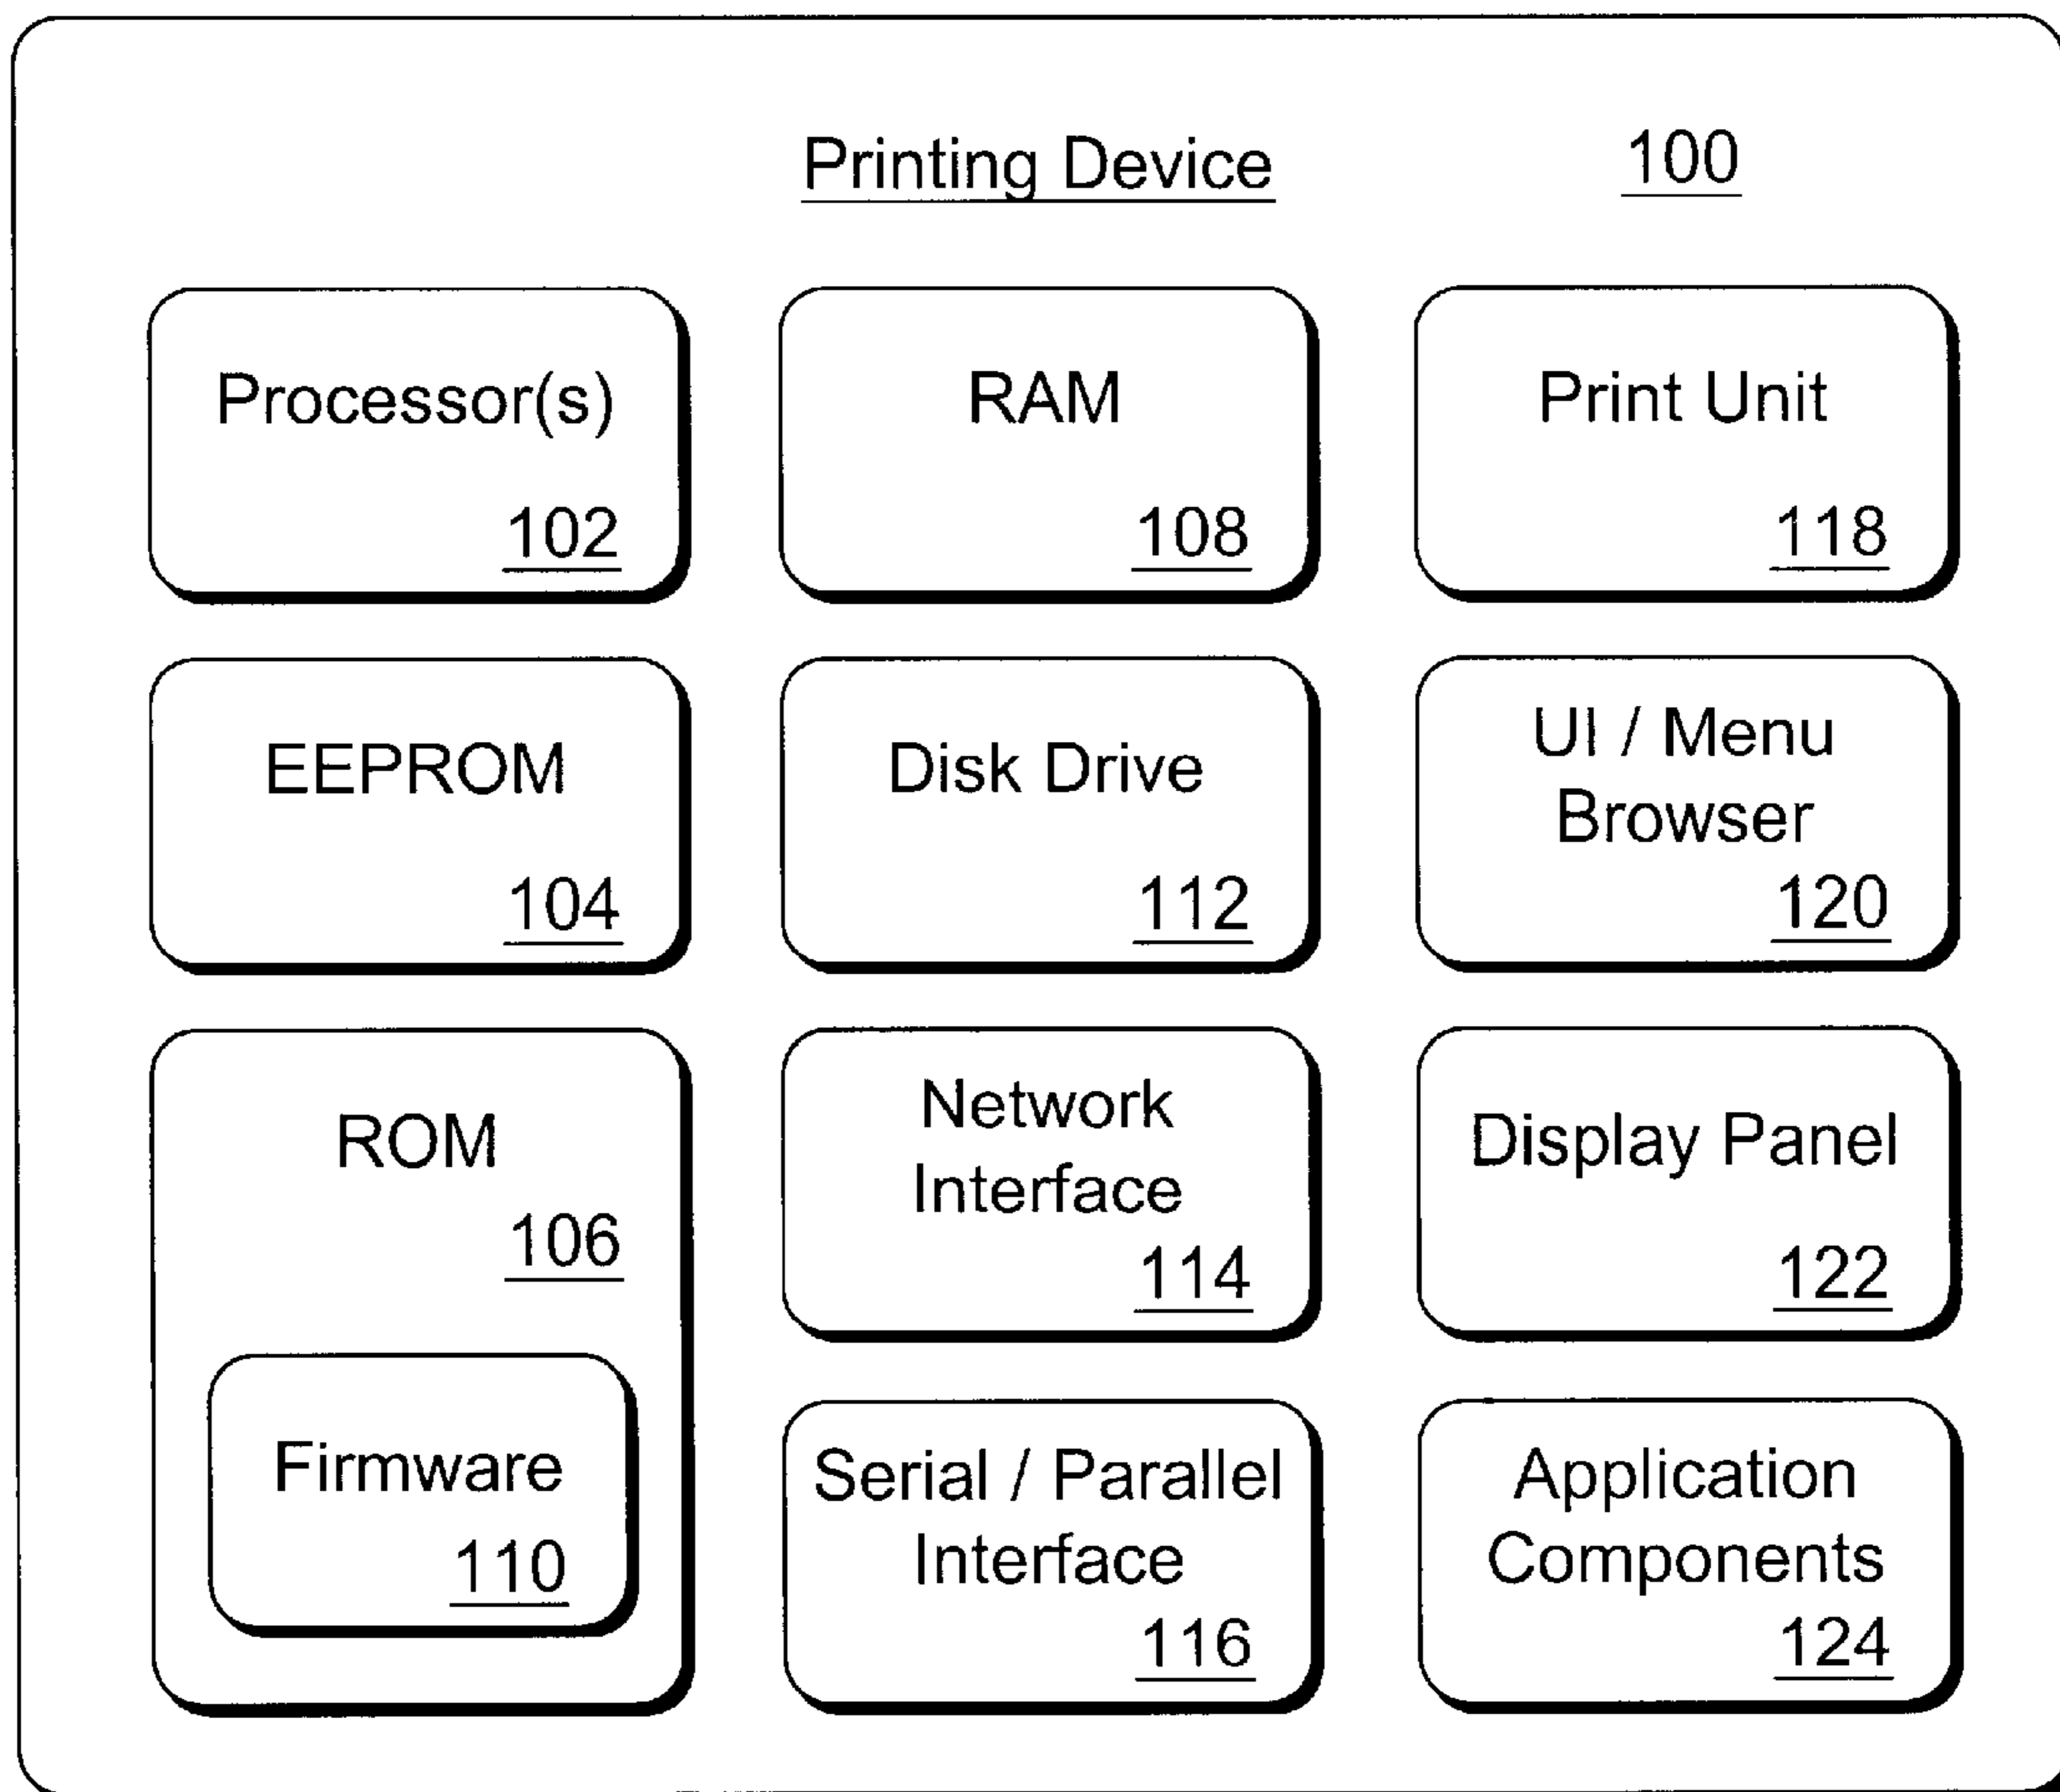 Printing Device
100
Processor(s)
102
RAM
108
Print Unit
118
EEPROM
104
Disk Drive
112
UI / Menu
Browser
120
ROM
106
Firmware
110
Network
Interface
114
Display Panel
122
Serial / Parallel
Interface
116
Application
Components
124